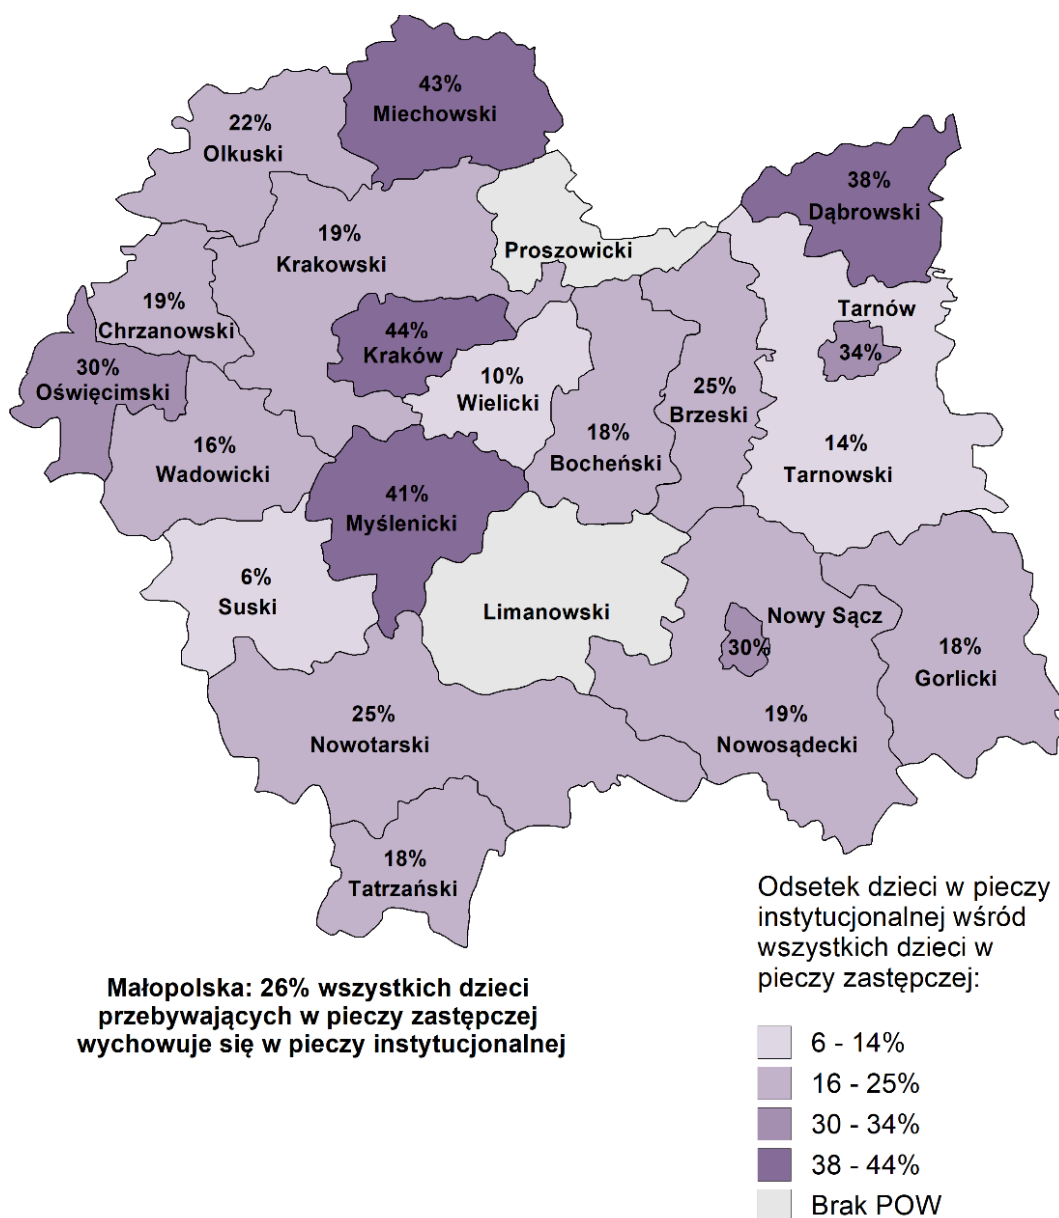 43%
Miechowski
22%
Olkuski
38%
Dąbrowski
19%
Krakowski
Proszowicki
19%
Chrzanowski
Tarnów
34%
44%
Kraków
30%
Oświęcimski
10%
Wielicki
25%
Brzeski
16%
Wadowicki
18%
Bocheński
14%
Tarnowski
41%
Myślenicki
6%
Suski
Limanowski
Nowy Sącz
30%
18%
Gorlicki
25%
Nowotarski
19%
Nowosądecki
18%
Tatrzański
Małopolska: 26% wszystkich dzieci
przebywających w pieczy zastępczej
wychowuje się w pieczy instytucjonalnej
Odsetek dzieci w pieczy
instytucjonalnej wśród
wszystkich dzieci w
pieczy zastępczej:
6 - 14%
16 - 25%
30 - 34%
38 - 44%
Brak POW